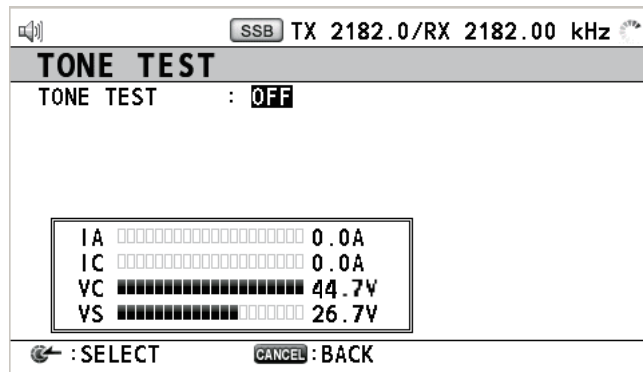 SSB TX 2182.0/RX 2182.00 kHz
TONE TEST
TONE TEST : OFF
IA 0.0A
IC 0.0A
VC 44.7V
VS 26.7V
:SELECT CANCEL:BACK